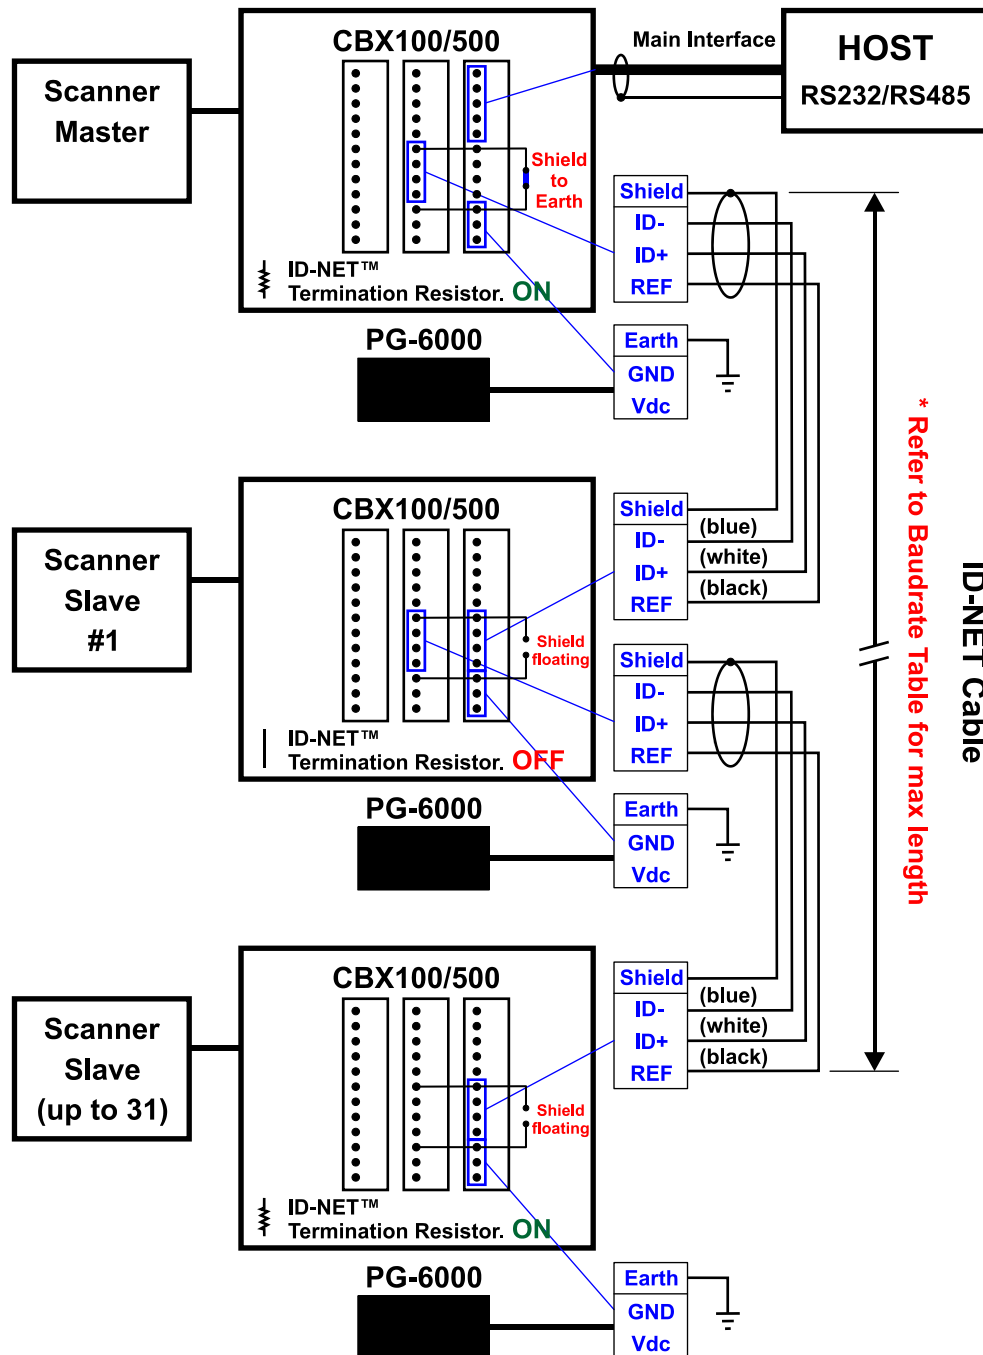 CBX100/500
Main Interface
HOST
RS232/RS485
Scanner
Master
Shield
to
Earth
Shield
ID-
ID+
REF
ID-NET™
Termination Resistor. ON
PG-6000
Earth
GND
Vdc
CBX100/500
Scanner
Slave
#1
Shield
ID-
ID+
REF
(blue)
(white)
(black)
Shield
floating
Shield
ID-
ID+
REF
ID-NET™
Termination Resistor. OFF
PG-6000
Earth
GND
Vdc
* Refer to Baudrate Table for max length
ID-NET Cable
CBX100/500
Scanner
Slave
(up to 31)
Shield
ID-
ID+
REF
(blue)
(white)
(black)
Shield
floating
ID-NET™
Termination Resistor. ON
PG-6000
Earth
GND
Vdc